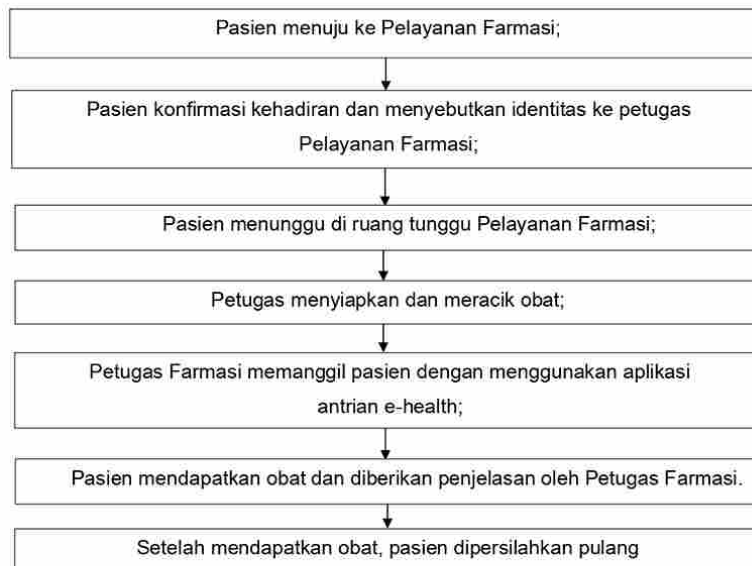 Pasien menuju ke Pelayanan Farmasi;
Pasien konfirmasi kehadiran dan menyebutkan identitas ke petugas
Pelayanan Farmasi;
Pasien menunggu di ruang tunggu Pelayanan Farmasi;
Petugas menyiapkan dan meracik obat;
Petugas Farmasi memanggil pasien dengan menggunakan aplikasi
antrian e-health;
Pasien mendapatkan obat dan diberikan penjelasan oleh Petugas Farmasi.
Setelah mendapatkan obat, pasien dipersilahkan pulang